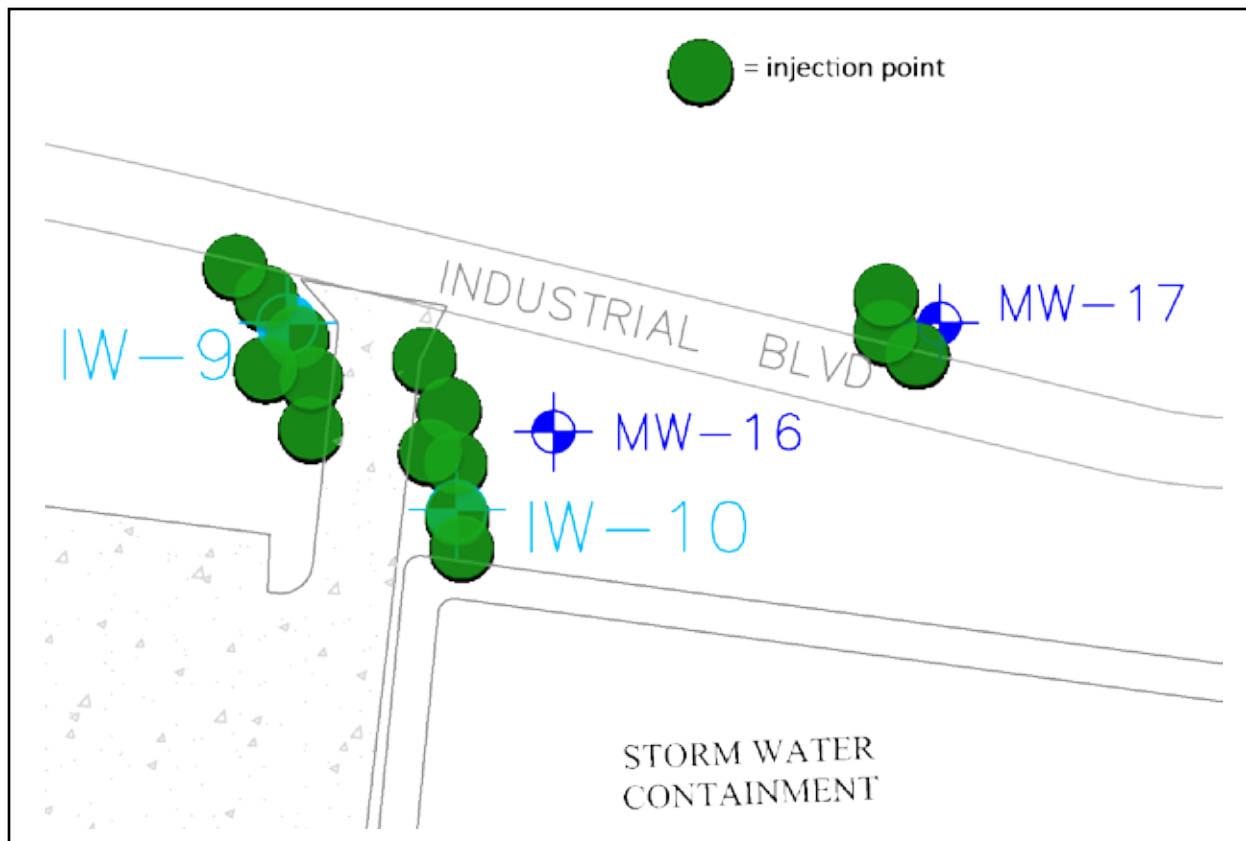 = injection point
INDUSTRIAL BLVD
MW-17
IW-9
MW-16
IW-10
STORM WATER
CONTAINMENT